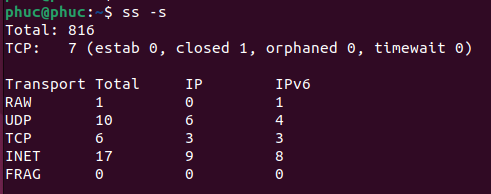 phuc@phuc:~$ ss -s
Total: 816
TCP:   7 (estab 0, closed 1, orphaned 0, timewait 0)

Transport Total     IP        IPv6
RAW       1         0         1
UDP       10        6         4
TCP       6         3         3
INET      17        9         8
FRAG      0         0         0